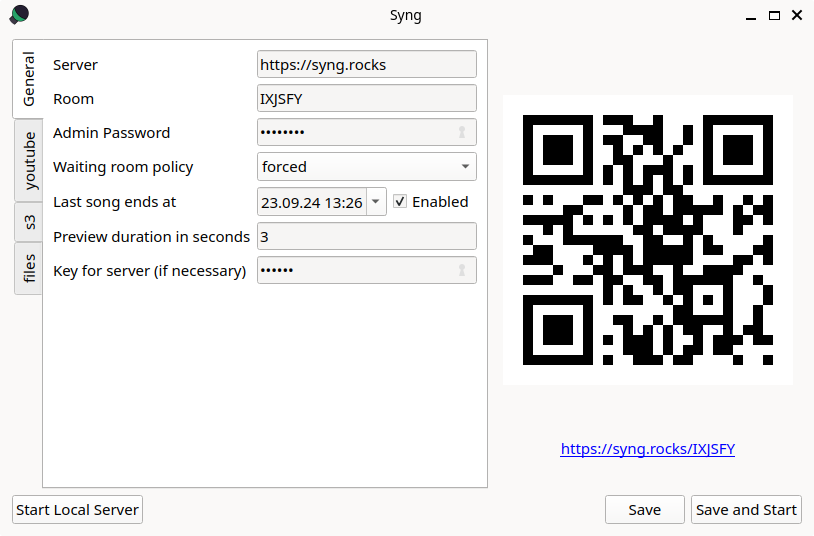 Syng
General
youtube
s3
files
Server https://syng.rocks
Room IXJSFY
Admin Password ••••••••
Waiting room policy forced
Last song ends at 23.09.24 13:26 Enabled
Preview duration in seconds 3
Key for server (if necessary) ••••••
https://syng.rocks/IXJSFY
Start Local Server Save Save and Start